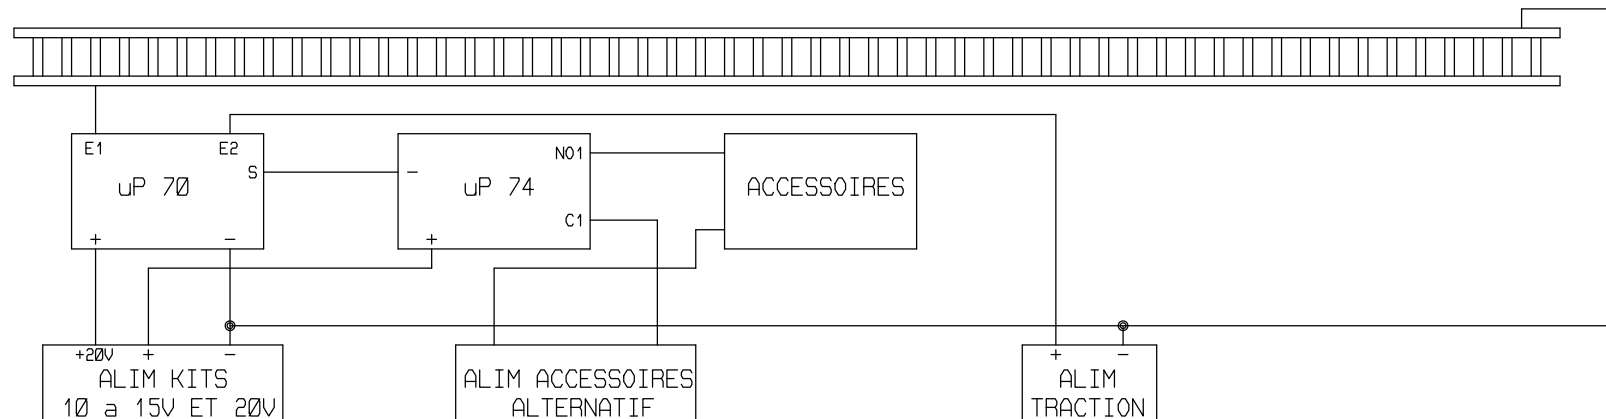 E1 E2 NO1
S -
uP 70 uP 74 ACCESSOIRES
C1
+ - +
+20V + - + -
ALIM KITS ALIM ACCESSOIRES ALIM
10 a 15V ET 20V ALTERNATIF TRACTION